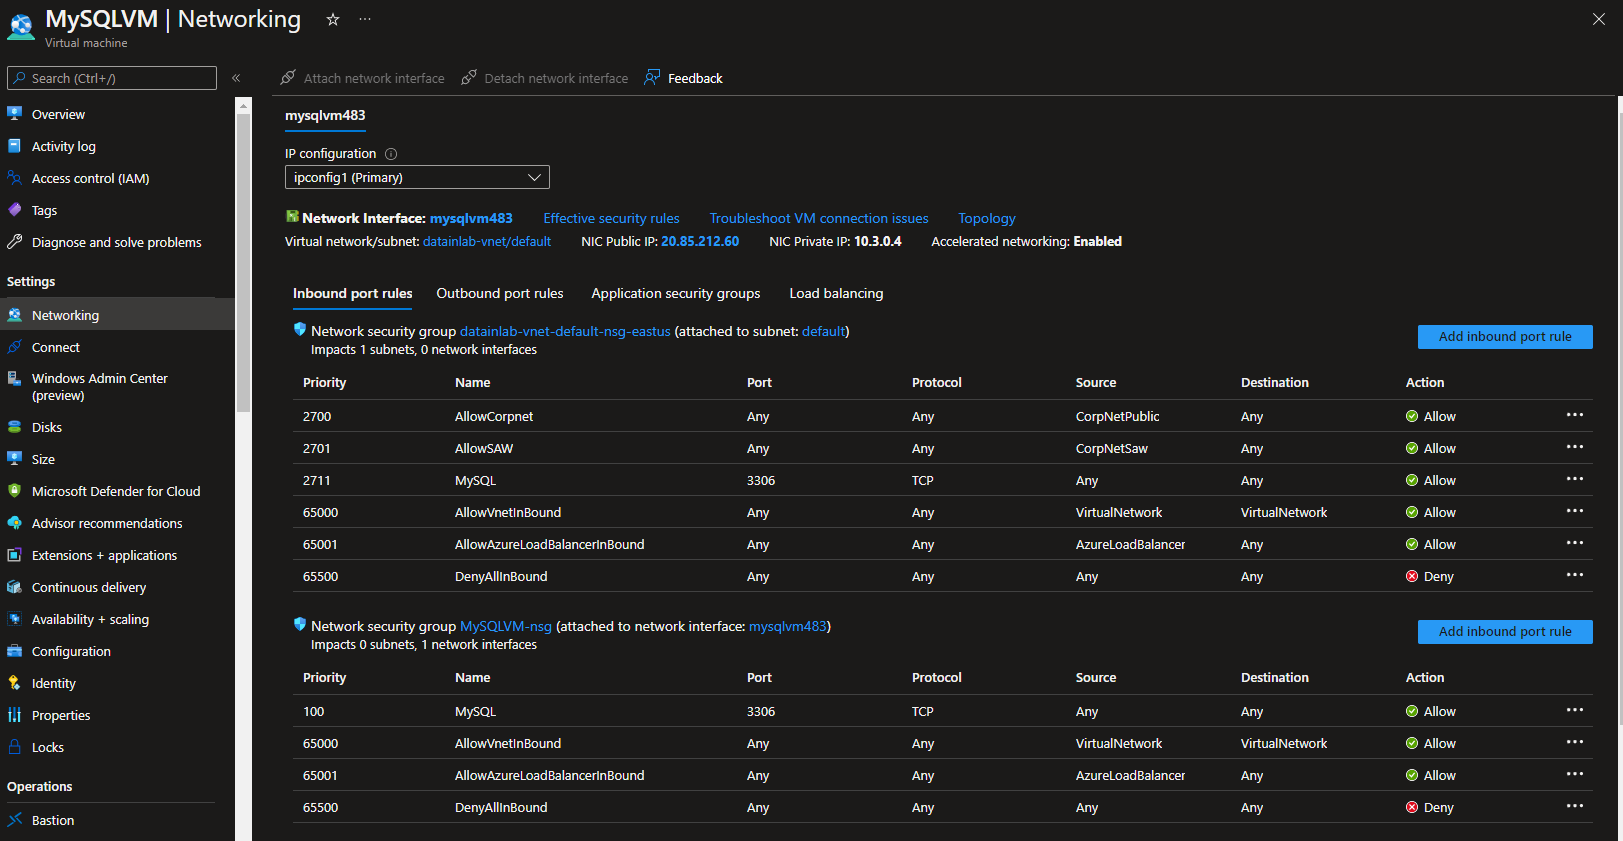 MySQLVM | Networking
Virtual machine
Search (Ctrl+/)
Overview
Activity log
Access control (IAM)
Tags
Diagnose and solve problems
Settings
Networking
Connect
Windows Admin Center
(preview)
Disks
Size
Microsoft Defender for Cloud
Advisor recommendations
Extensions + applications
Continuous delivery
Availability + scaling
Configuration
Identity
Properties
Locks
Operations
Bastion
Attach network interface Detach network interface Feedback
mysqlvm483
IP configuration
ipconfig1 (Primary)
Network Interface: mysqlvm483 Effective security rules Troubleshoot VM connection issues Topology
Virtual network/subnet: datainlab-vnet/default NIC Public IP: 20.85.212.60 NIC Private IP: 10.3.0.4 Accelerated networking: Enabled
Inbound port rules Outbound port rules Application security groups Load balancing
Network security group datainlab-vnet-default-nsg-eastus (attached to subnet: default)
Impacts 1 subnets, 0 network interfaces
Add inbound port rule
Priority Name Port Protocol Source Destination Action
2700 AllowCorpnet Any Any CorpNetPublic Any Allow
2701 AllowSAW Any Any CorpNetSaw Any Allow
2711 MySQL 3306 TCP Any Any Allow
65000 AllowVnetInBound Any Any VirtualNetwork VirtualNetwork Allow
65001 AllowAzureLoadBalancerInBound Any Any AzureLoadBalancer Any Allow
65500 DenyAllInBound Any Any Any Any Deny
Network security group MySQLVM-nsg (attached to network interface: mysqlvm483)
Impacts 0 subnets, 1 network interfaces
Add inbound port rule
Priority Name Port Protocol Source Destination Action
100 MySQL 3306 TCP Any Any Allow
65000 AllowVnetInBound Any Any VirtualNetwork VirtualNetwork Allow
65001 AllowAzureLoadBalancerInBound Any Any AzureLoadBalancer Any Allow
65500 DenyAllInBound Any Any Any Any Deny